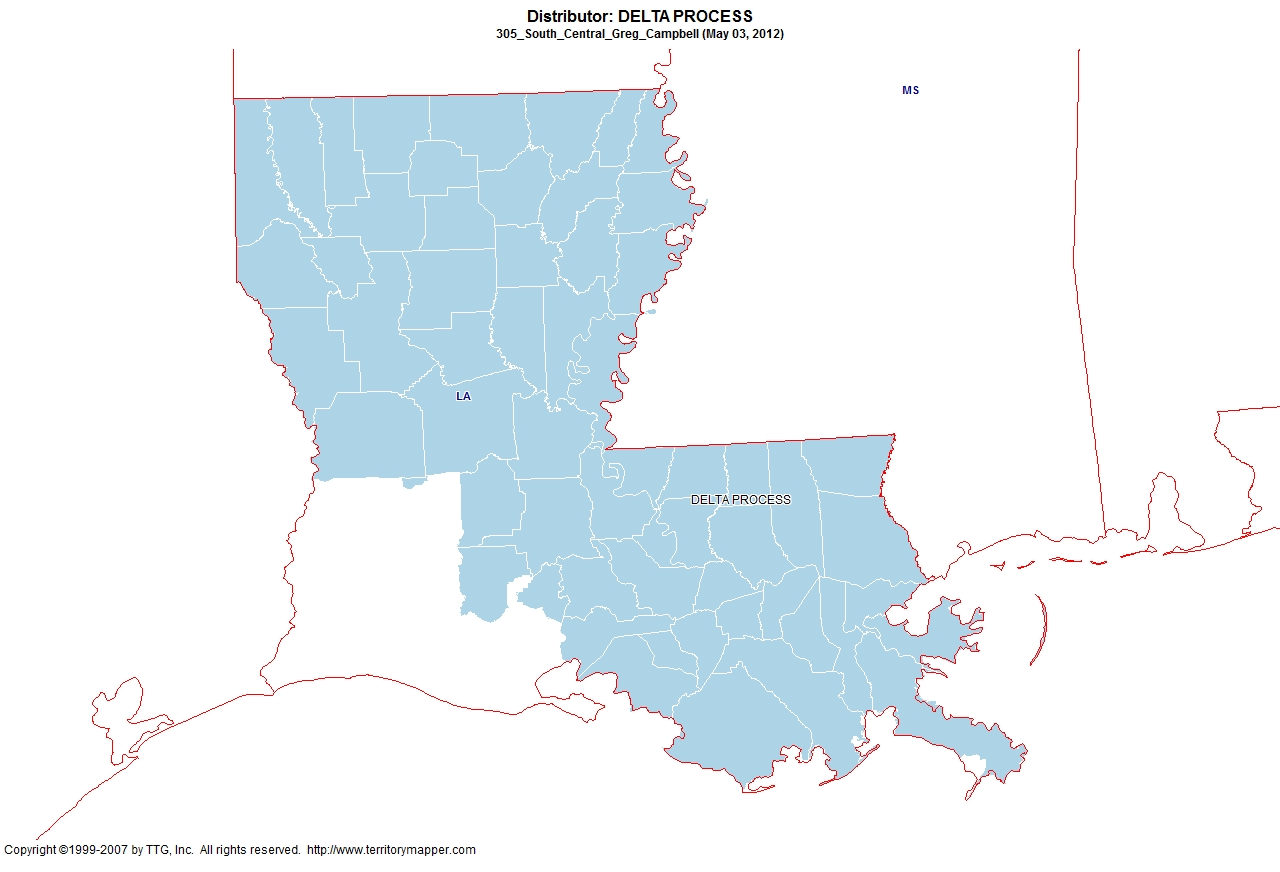 Distributor: DELTA PROCESS
305_South_Central_Greg_Campbell (May 03, 2012)
MS
LA
DELTA PROCESS
Copyright ©1999-2007 by TTG, Inc. All rights reserved. http://www.territorymapper.com